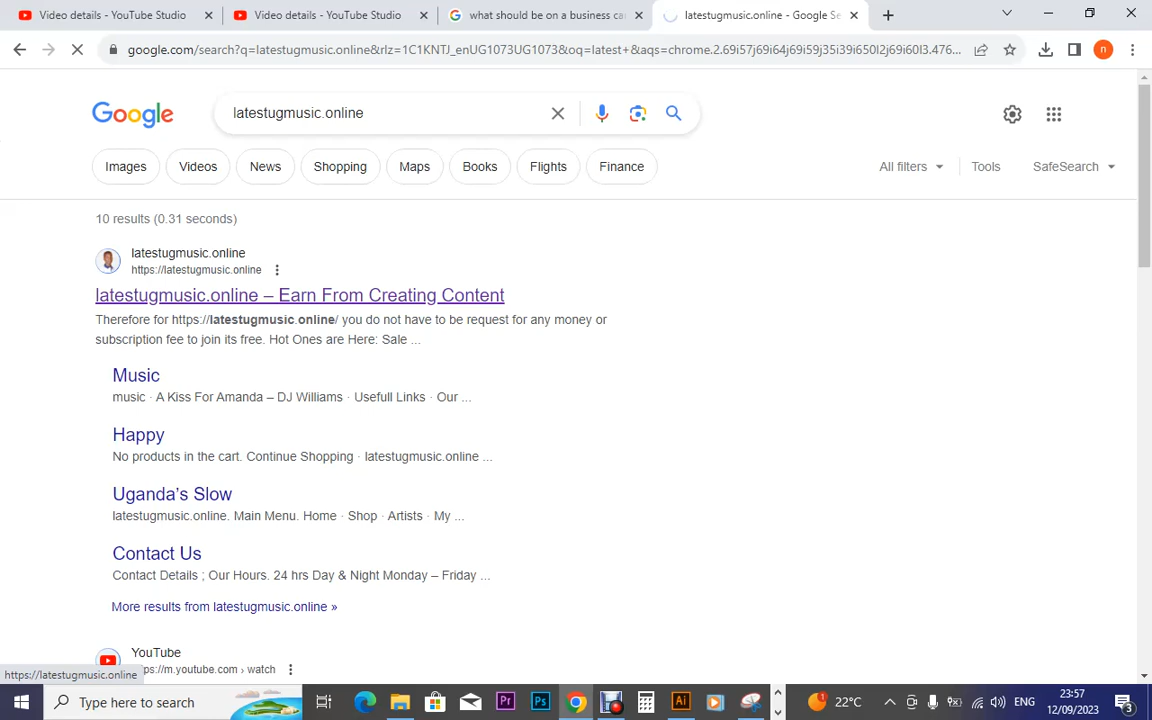 Video details - YouTube Studio
Video details - YouTube Studio
what should be on a business ca
latestugmusic.online - Google Se
google.com/search?q=latestugmusic.online&rlz=1C1KNTJ_enUG1073UG1073&oq=latest+&aqs=chrome.2.69i57j69i64j69i59j35i39i650l2j69i60l3.476...
n
Google
latestugmusic.online
Images
Videos
News
Shopping
Maps
Books
Flights
Finance
All filters
Tools
SafeSearch
10 results (0.31 seconds)
latestugmusic.online
https://latestugmusic.online
latestugmusic.online – Earn From Creating Content
Therefore for https://latestugmusic.online/ you do not have to be request for any money or
subscription fee to join its free. Hot Ones are Here: Sale ...
Music
music · A Kiss For Amanda – DJ Williams · Usefull Links · Our ...
Happy
No products in the cart. Continue Shopping · latestugmusic.online ...
Uganda's Slow
latestugmusic.online. Main Menu. Home · Shop · Artists · My ...
Contact Us
Contact Details ; Our Hours. 24 hrs Day & Night Monday – Friday ...
More results from latestugmusic.online »
YouTube
ps://m.youtube.com › watch
https://latestugmusic.online
Type here to search
Pr
Ps
Ai
1
22°C
ENG
23:57
12/09/2023
3